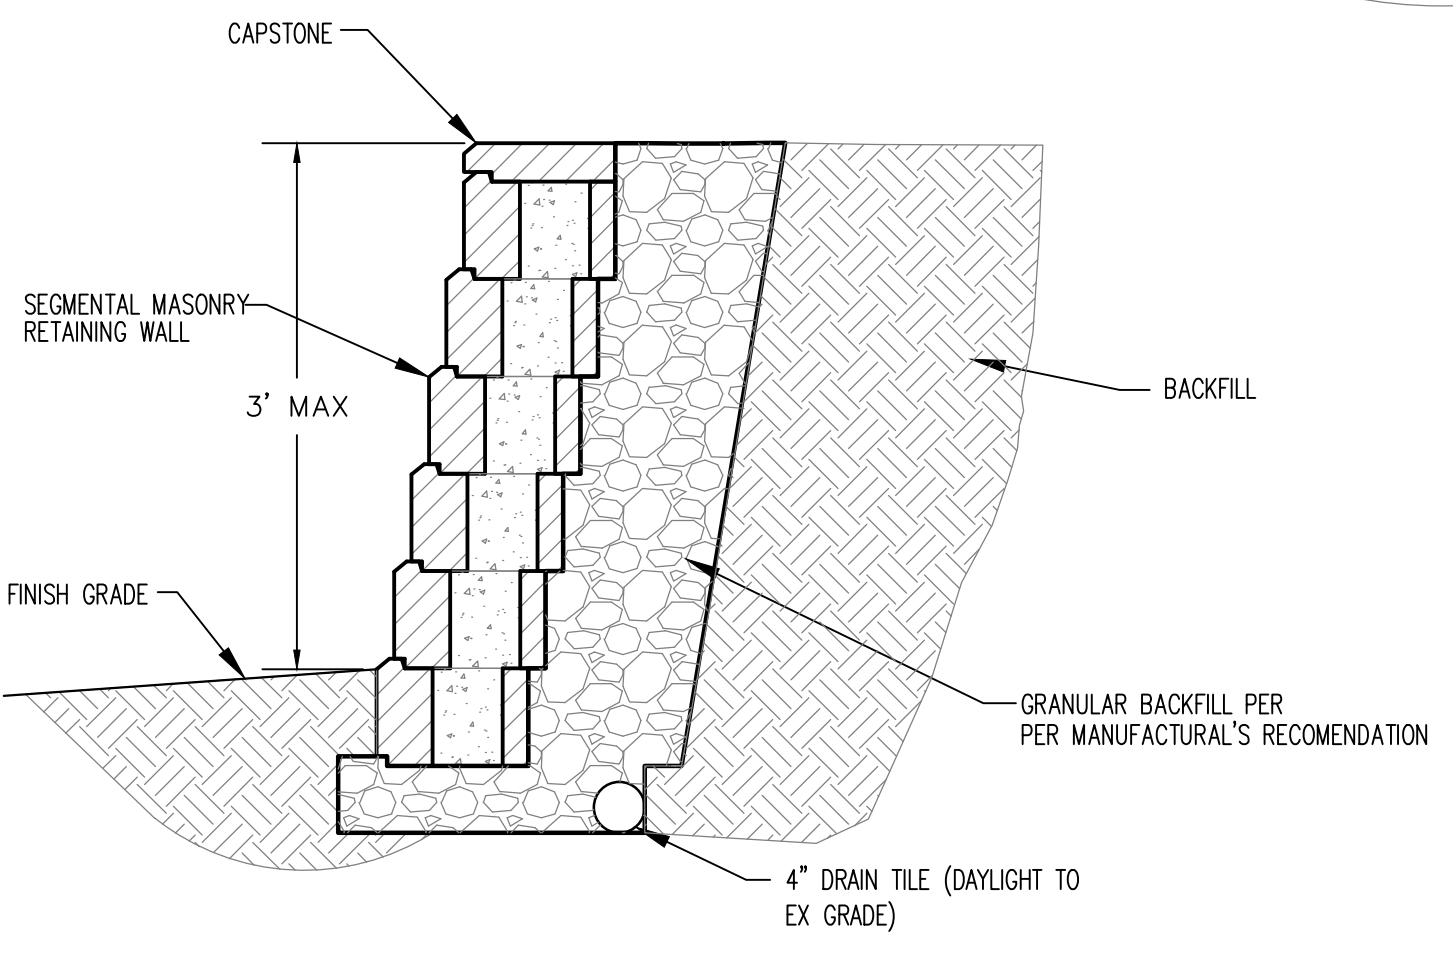 CAPSTONE
SEGMENTAL MASONRY
RETAINING WALL
3' MAX
BACKFILL
FINISH GRADE
GRANULAR BACKFILL PER
PER MANUFACTURAL'S RECOMENDATION
4" DRAIN TILE (DAYLIGHT TO
EX GRADE)